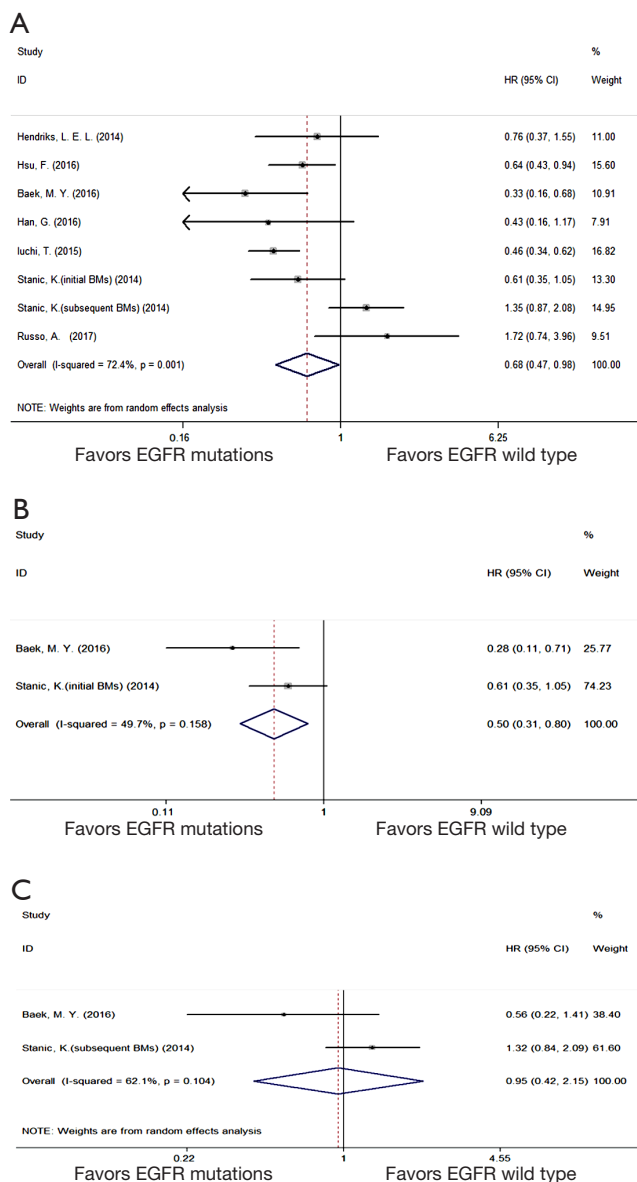 A
Study %
ID HR (95% CI) Weight
Hendriks, L. E. L. (2014) 0.76 (0.37, 1.55) 11.00
Hsu, F. (2016) 0.64 (0.43, 0.94) 15.60
Baek, M. Y. (2016) 0.33 (0.16, 0.68) 10.91
Han, G. (2016) 0.43 (0.16, 1.17) 7.91
Iuchi, T. (2015) 0.46 (0.34, 0.62) 16.82
Stanic, K.(initial BMs) (2014) 0.61 (0.35, 1.05) 13.30
Stanic, K.(subsequent BMs) (2014) 1.35 (0.87, 2.08) 14.95
Russo, A. (2017) 1.72 (0.74, 3.96) 9.51
Overall (I-squared = 72.4%, p = 0.001) 0.68 (0.47, 0.98) 100.00
NOTE: Weights are from random effects analysis
0.16 1 6.25
Favors EGFR mutations Favors EGFR wild type
B
Study %
ID HR (95% CI) Weight
Baek, M. Y. (2016) 0.28 (0.11, 0.71) 25.77
Stanic, K.(initial BMs) (2014) 0.61 (0.35, 1.05) 74.23
Overall (I-squared = 49.7%, p = 0.158) 0.50 (0.31, 0.80) 100.00
0.11 1 9.09
Favors EGFR mutations Favors EGFR wild type
C
Study %
ID HR (95% CI) Weight
Baek, M. Y. (2016) 0.56 (0.22, 1.41) 38.40
Stanic, K.(subsequent BMs) (2014) 1.32 (0.84, 2.09) 61.60
Overall (I-squared = 62.1%, p = 0.104) 0.95 (0.42, 2.15) 100.00
NOTE: Weights are from random effects analysis
0.22 1 4.55
Favors EGFR mutations Favors EGFR wild type